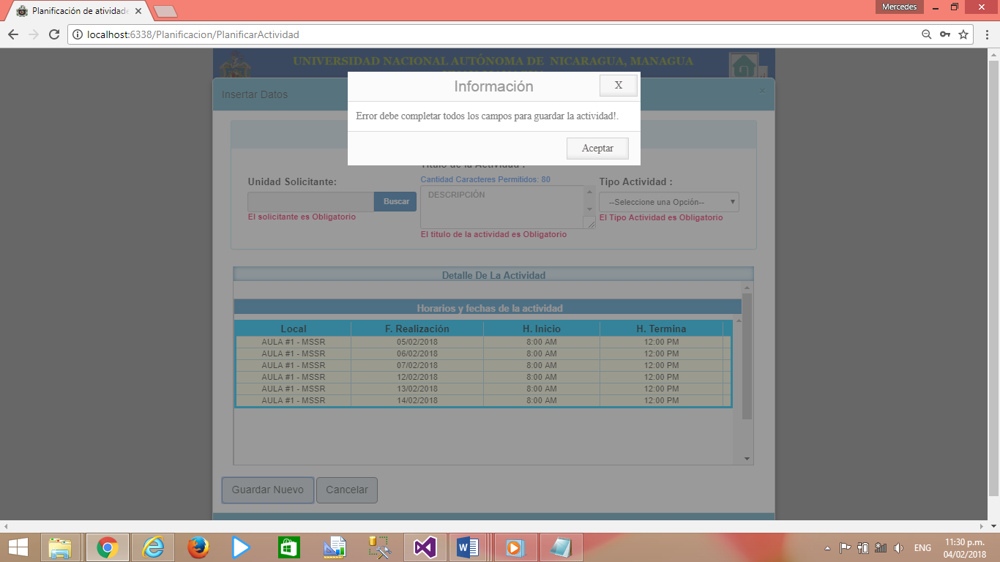 Planificación de atividade
Mercedes
localhost:6338/Planificacion/PlanificarActividad
UNIVERSIDAD NACIONAL AUTÓNOMA DE NICARAGUA, MANAGUA
Insertar Datos
×
Información
X
Error debe completar todos los campos para guardar la actividad!.
Aceptar
Unidad Solicitante:
Buscar
El solicitante es Obligatorio
Titulo de la Actividad :
Cantidad Caracteres Permitidos: 80
DESCRIPCIÓN
El titulo de la actividad es Obligatorio
Tipo Actividad :
--Seleccione una Opción--
El Tipo Actividad es Obligatorio
Detalle De La Actividad
Horarios y fechas de la actividad
Local F. Realización H. Inicio H. Termina
AULA #1 - MSSR 05/02/2018 8:00 AM 12:00 PM
AULA #1 - MSSR 06/02/2018 8:00 AM 12:00 PM
AULA #1 - MSSR 07/02/2018 8:00 AM 12:00 PM
AULA #1 - MSSR 12/02/2018 8:00 AM 12:00 PM
AULA #1 - MSSR 13/02/2018 8:00 AM 12:00 PM
AULA #1 - MSSR 14/02/2018 8:00 AM 12:00 PM
Guardar Nuevo
Cancelar
ENG
11:30 p.m.
04/02/2018